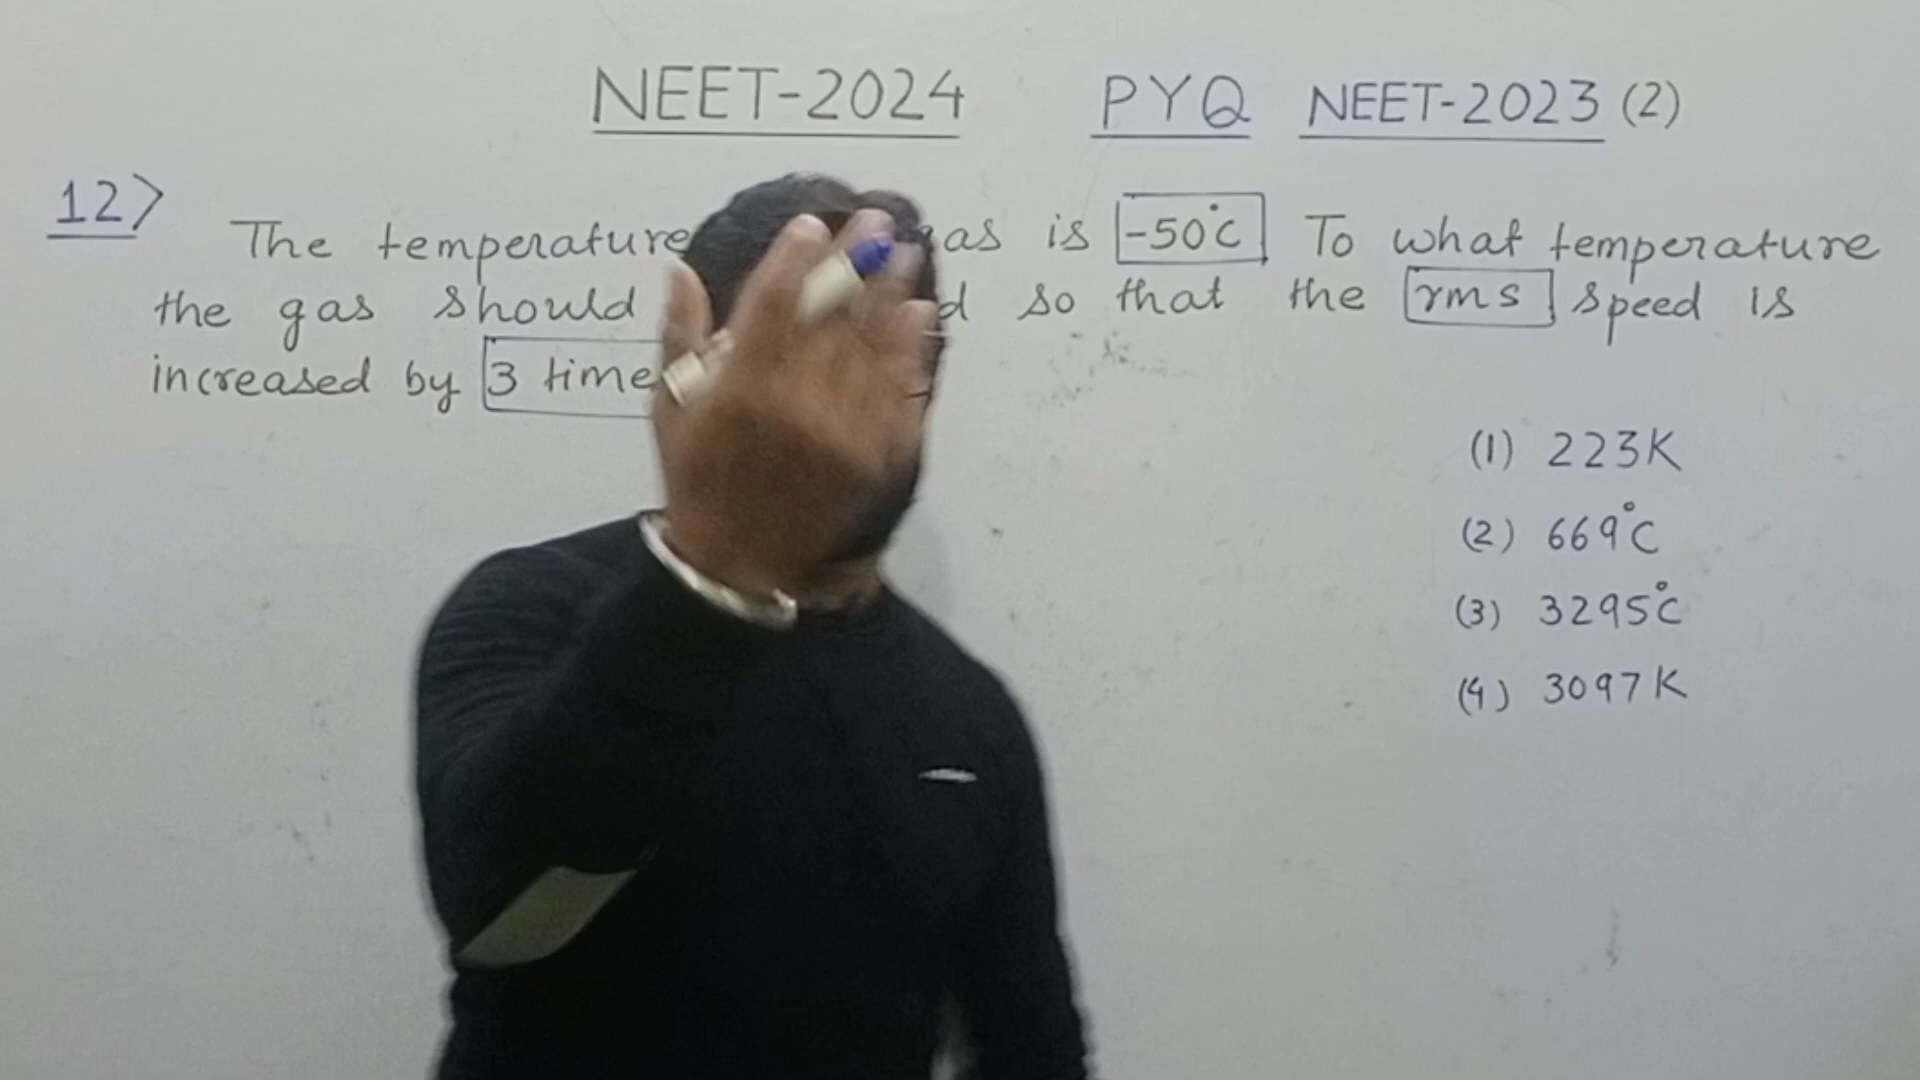 NEET-2024 PYQ NEET-2023 (2)
12> The temperature gas is -50°C To what temperature
the gas should so that the rms speed is
increased by 3 time
(1) 223K
(2) 669°C
(3) 3295°C
(4) 3097K